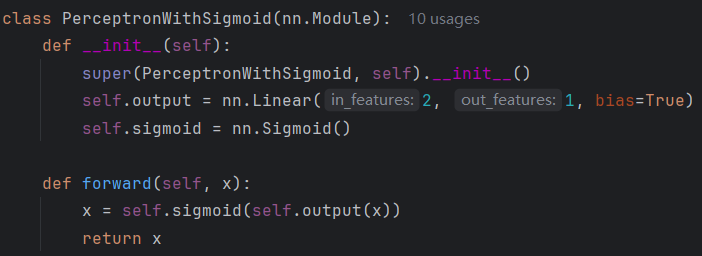 class PerceptronWithSigmoid(nn.Module): 10 usages
    def __init__(self):
        super(PerceptronWithSigmoid, self).__init__()
        self.output = nn.Linear( in_features: 2, out_features: 1, bias=True)
        self.sigmoid = nn.Sigmoid()
    def forward(self, x):
        x = self.sigmoid(self.output(x))
        return x